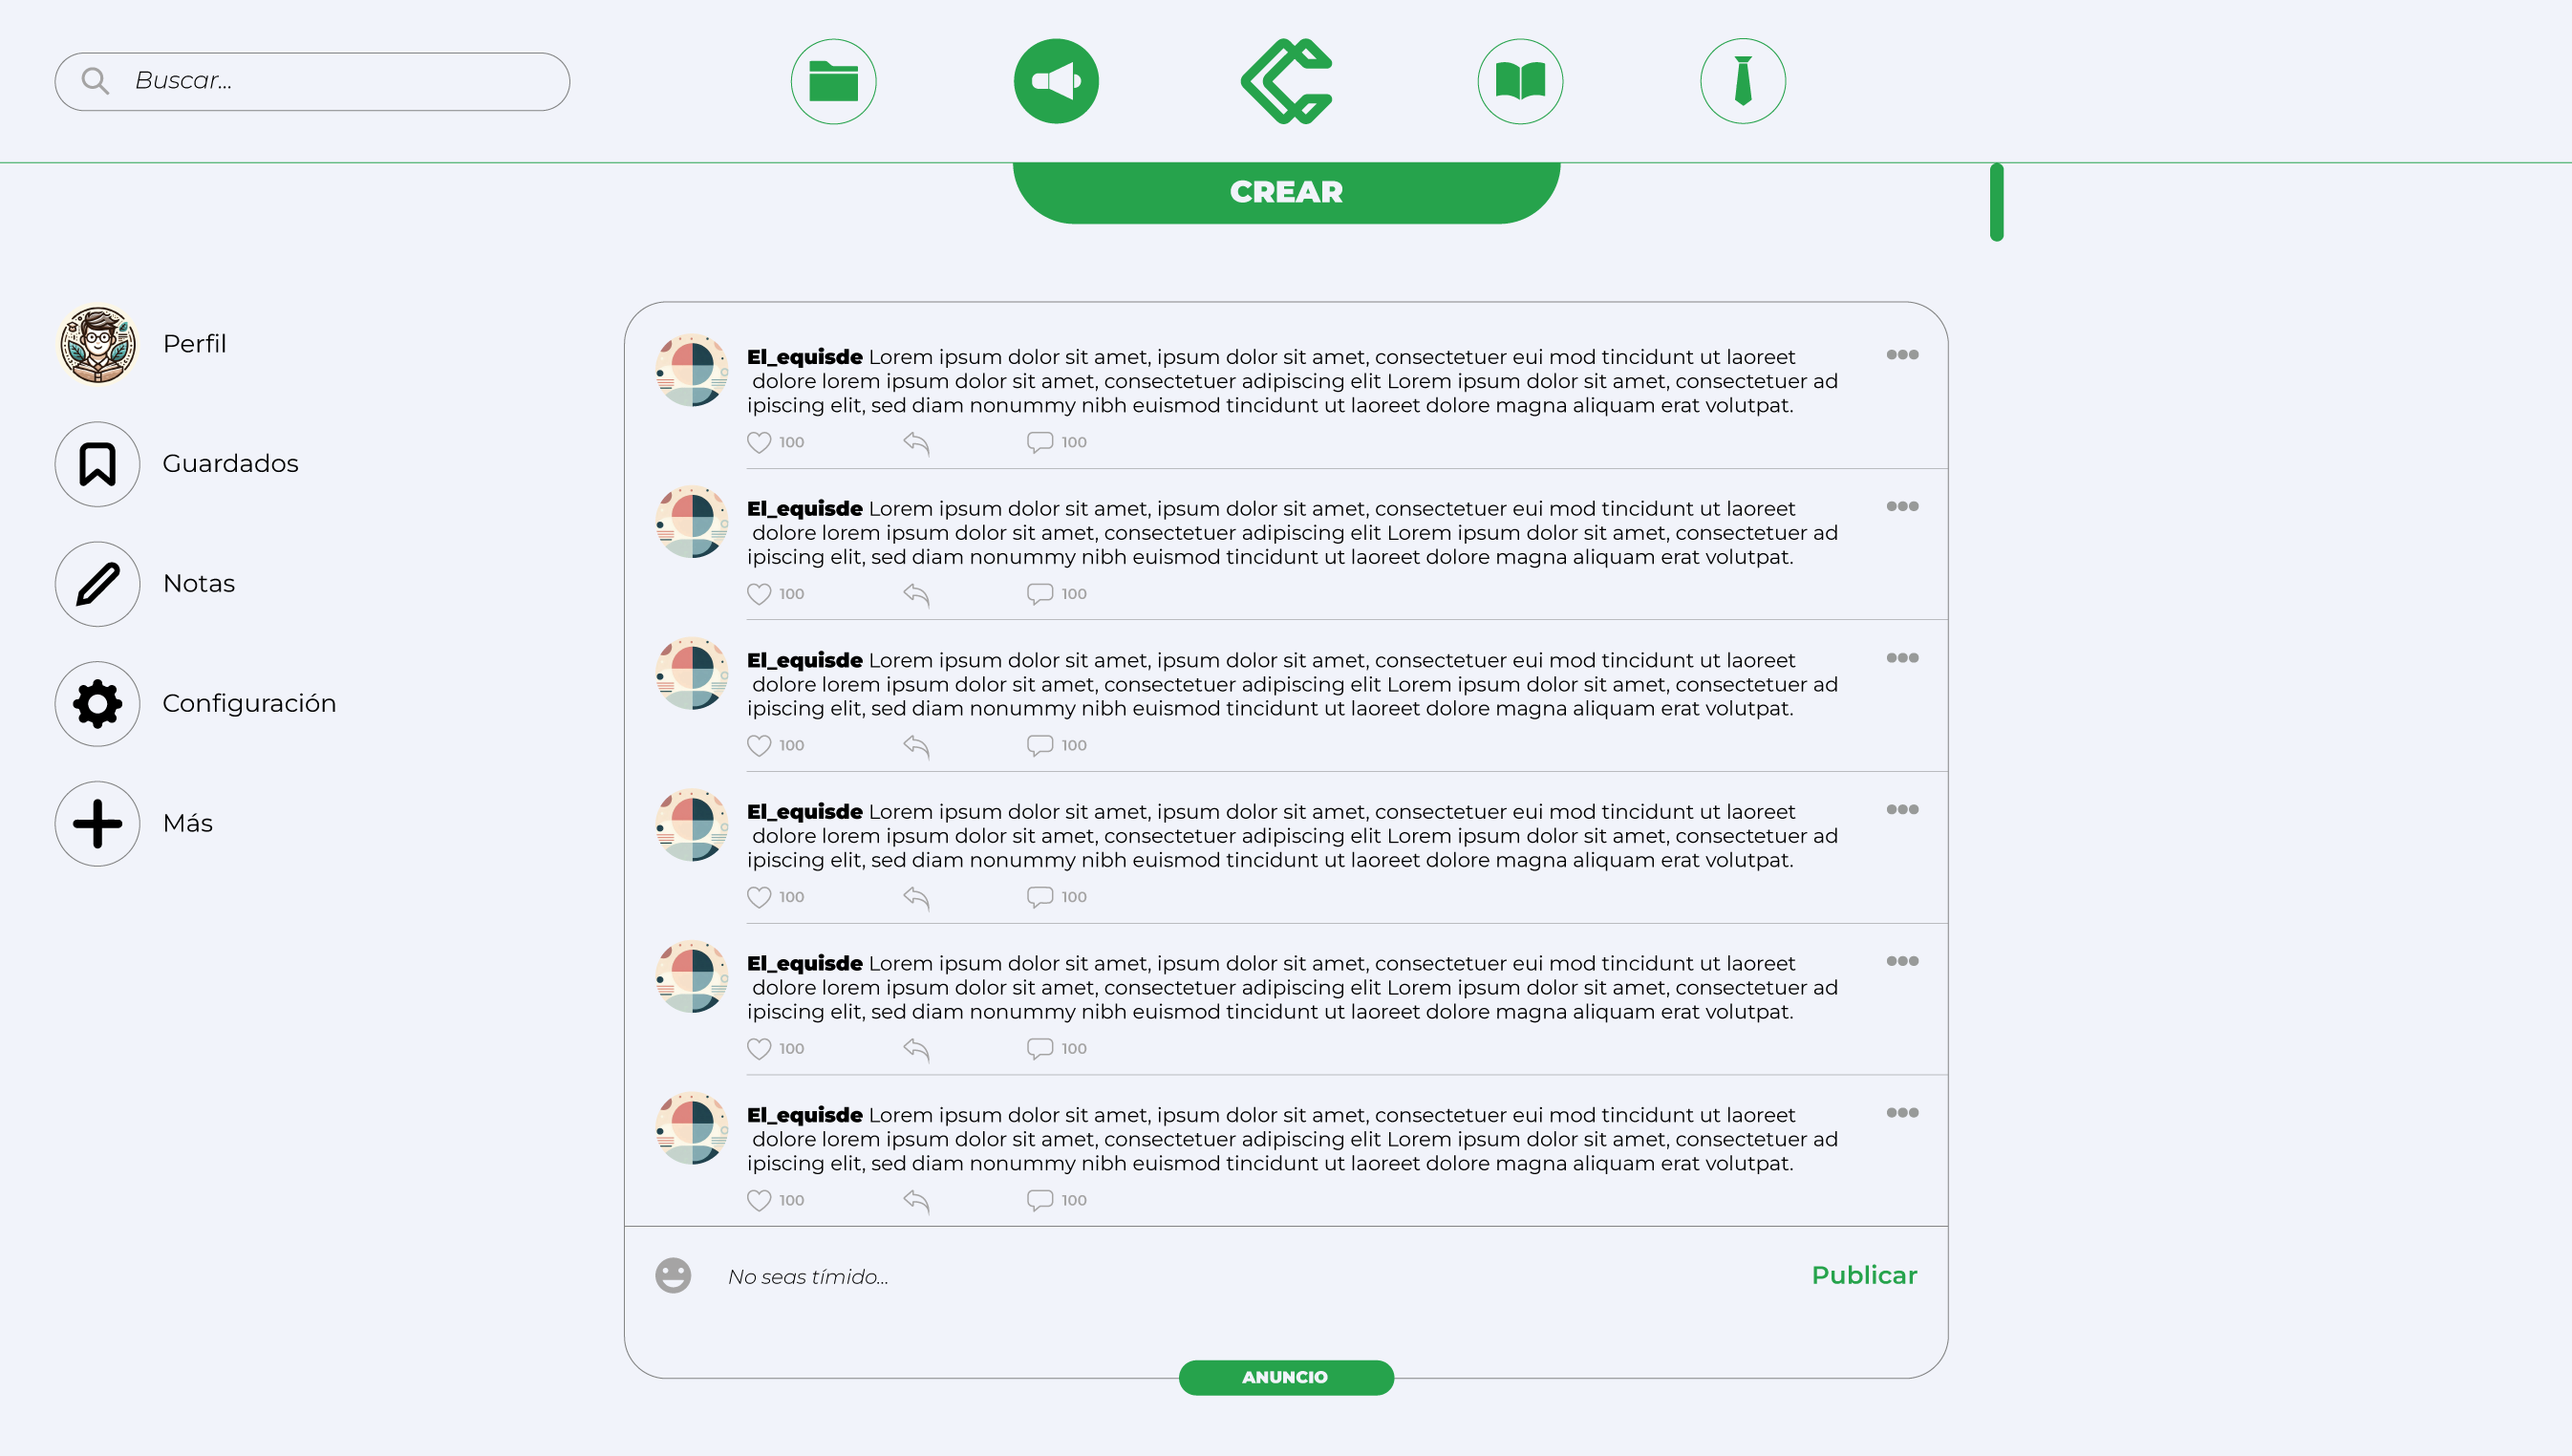 Buscar...
CREAR
Perfil
Guardados
Notas
Configuración
Más
El_equisde Lorem ipsum dolor sit amet, ipsum dolor sit amet, consectetuer eui mod tincidunt ut laoreet
dolore lorem ipsum dolor sit amet, consectetuer adipiscing elit Lorem ipsum dolor sit amet, consectetuer ad
ipiscing elit, sed diam nonummy nibh euismod tincidunt ut laoreet dolore magna aliquam erat volutpat.
100 100
El_equisde Lorem ipsum dolor sit amet, ipsum dolor sit amet, consectetuer eui mod tincidunt ut laoreet
dolore lorem ipsum dolor sit amet, consectetuer adipiscing elit Lorem ipsum dolor sit amet, consectetuer ad
ipiscing elit, sed diam nonummy nibh euismod tincidunt ut laoreet dolore magna aliquam erat volutpat.
100 100
El_equisde Lorem ipsum dolor sit amet, ipsum dolor sit amet, consectetuer eui mod tincidunt ut laoreet
dolore lorem ipsum dolor sit amet, consectetuer adipiscing elit Lorem ipsum dolor sit amet, consectetuer ad
ipiscing elit, sed diam nonummy nibh euismod tincidunt ut laoreet dolore magna aliquam erat volutpat.
100 100
El_equisde Lorem ipsum dolor sit amet, ipsum dolor sit amet, consectetuer eui mod tincidunt ut laoreet
dolore lorem ipsum dolor sit amet, consectetuer adipiscing elit Lorem ipsum dolor sit amet, consectetuer ad
ipiscing elit, sed diam nonummy nibh euismod tincidunt ut laoreet dolore magna aliquam erat volutpat.
100 100
El_equisde Lorem ipsum dolor sit amet, ipsum dolor sit amet, consectetuer eui mod tincidunt ut laoreet
dolore lorem ipsum dolor sit amet, consectetuer adipiscing elit Lorem ipsum dolor sit amet, consectetuer ad
ipiscing elit, sed diam nonummy nibh euismod tincidunt ut laoreet dolore magna aliquam erat volutpat.
100 100
El_equisde Lorem ipsum dolor sit amet, ipsum dolor sit amet, consectetuer eui mod tincidunt ut laoreet
dolore lorem ipsum dolor sit amet, consectetuer adipiscing elit Lorem ipsum dolor sit amet, consectetuer ad
ipiscing elit, sed diam nonummy nibh euismod tincidunt ut laoreet dolore magna aliquam erat volutpat.
100 100
No seas tímido... Publicar
ANUNCIO